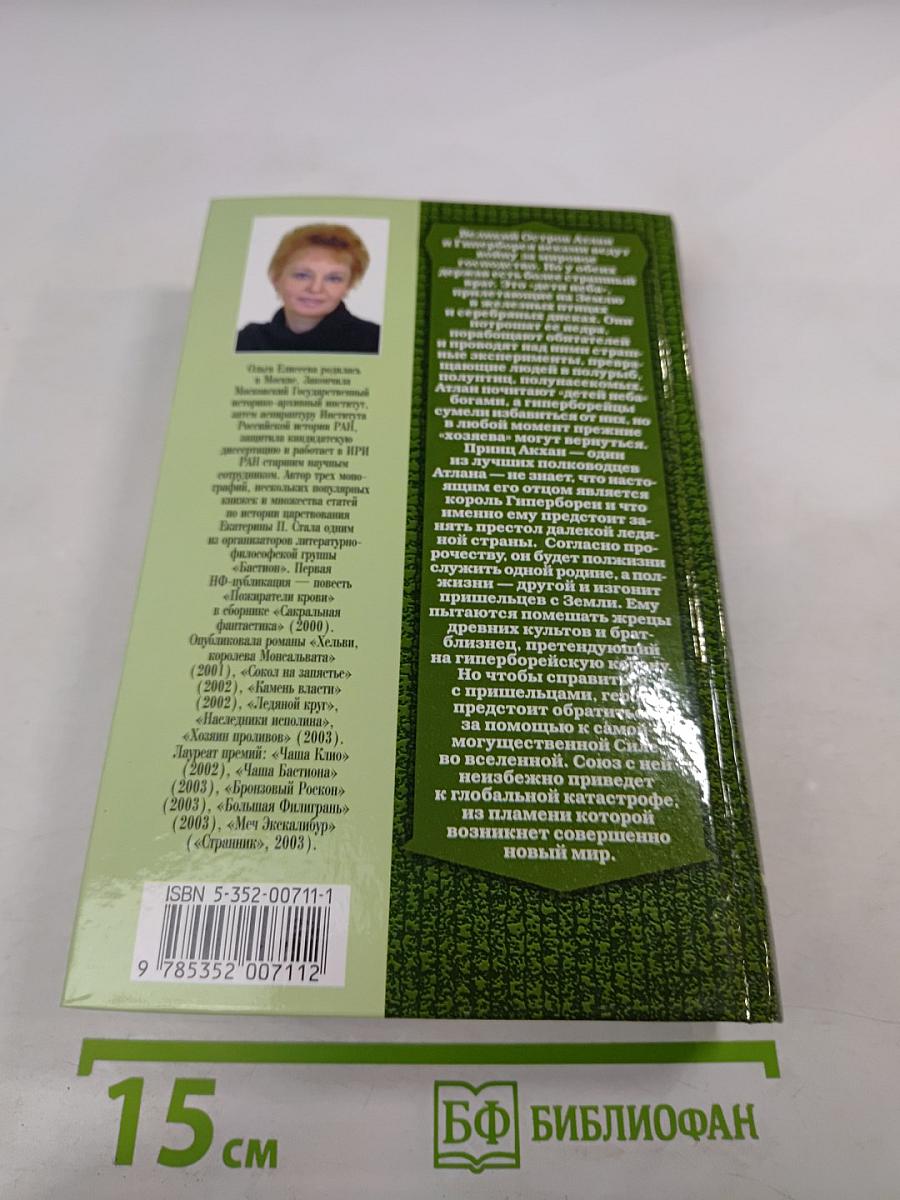 Ольга Елисеева родилась
в Москве. Закончила
Московский Государственный
историко-архивный институт,
затем аспирантуру Института
Российской истории РАН,
защитила кандидатскую
диссертацию и работает в ИРИ
РАН старшим научным
сотрудником. Автор трех моно-
графий, нескольких популярных
книжек и множества статей
по истории царствования
Екатерины II. Стала одним
из организаторов литературно-
философской группы
«Бастион». Первая
НФ-публикация — повесть
«Пожиратели крови»
в сборнике «Сакральная
фантастика» (2000).
Опубликовала романы «Хельви,
королева Монсальвата»
(2001), «Сокол на запястье»
(2002), «Камень власти»
(2002), «Ледяной круг»,
«Наследники исполина»,
«Хозяин проливов» (2003).
Лауреат премий: «Чаша Клио»
(2002), «Чаша Бастиона»
(2003), «Бронзовый Роскон»
(2003), «Большая Филигрань»
(2003), «Меч Экскалибур»
(«Странник», 2003).
ISBN 5-352-00711-1
9 785352 007112
Великий Остров Атлан
и Гиперборея веками ведут
войну за мировое
господство. Но у обеих
держав есть более страшный
враг. Это «дети неба»,
прилетающие на Землю
в железных птицах
и серебряных дисках. Они
потрошат ее недра,
порабощают обитателей
и проводят над ними стран-
ные эксперименты, превра-
щающие людей в полурыб,
полуптиц, полунасекомых.
Атлан почитают «детей неба»
богами, а гиперборейцы
сумели избавиться от них, но
в любой момент прежние
«хозяева» могут вернуться.
Принц Акхан — один
из лучших полководцев
Атлана — не знает, что насто-
ящим его отцом является
король Гипербореи и что
именно ему предстоит за-
нять престол далекой ледя-
ной страны. Согласно про-
рочеству, он будет полжизни
служить одной родине, а пол-
жизни — другой и изгонит
пришельцев с Земли. Ему
пытаются помешать жрецы
древних культов и брат-
близнец, претендующий
на гиперборейскую корону.
Но чтобы
с пришельцами,
предстоит
за помощью к самой
могущественной Силе
во вселенной. Союз с ней
неизбежно приведет
к глобальной катастрофе,
из пламени которой
возникнет совершенно
новый мир.
15 см
БФ БИБЛИОФАН